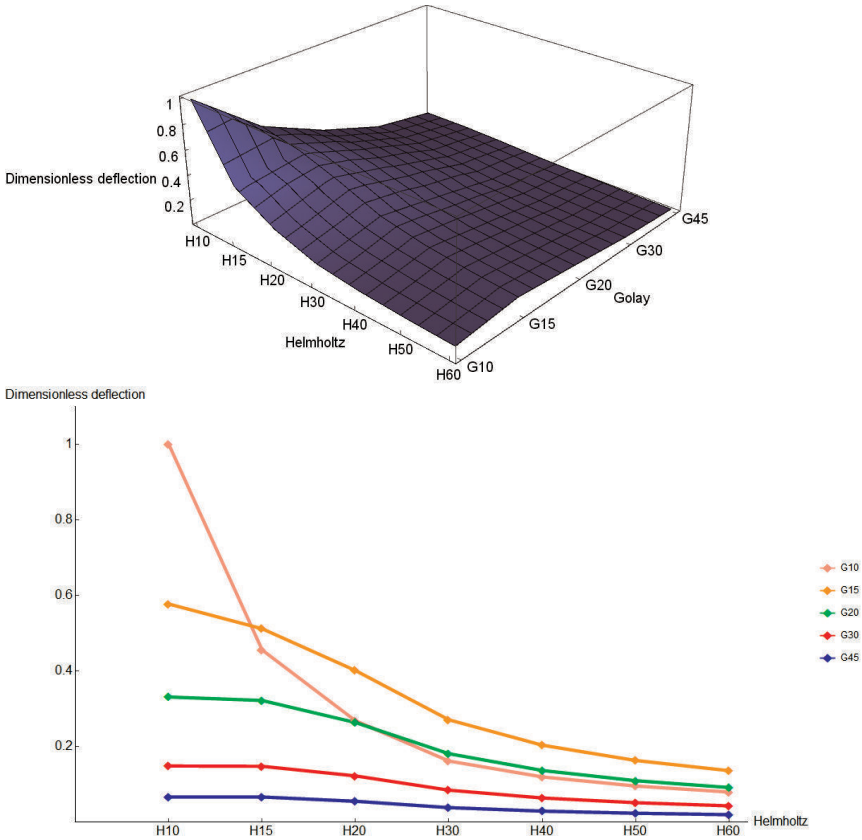 1
0.8
0.6
Dimensionless deflection
0.4
0.2
H10
H15
H20
H30
H40
H50
H60
Helmholtz
G10
G15
G20
G30
G45
Golay
Dimensionless deflection
1
0.8
0.6
0.4
0.2
H10 H15 H20 H30 H40 H50 H60
Helmholtz
G10
G15
G20
G30
G45